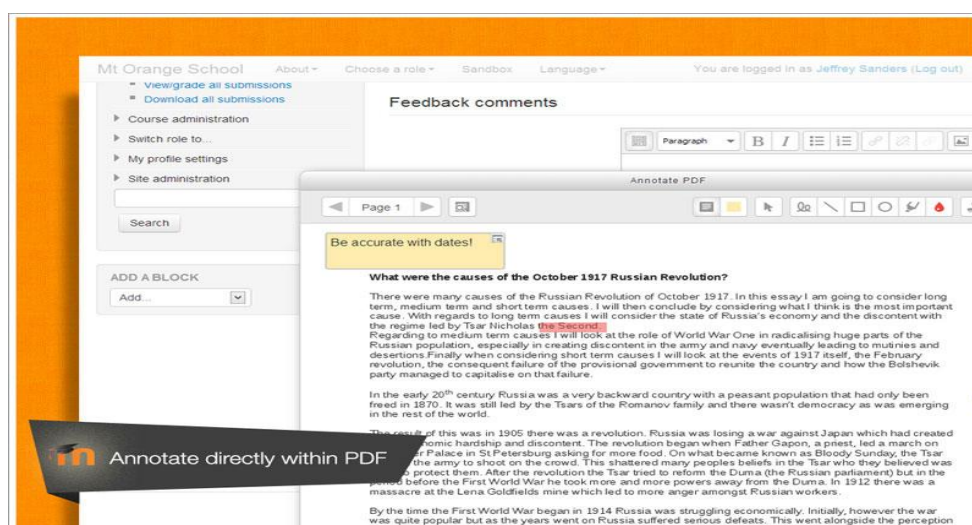 Mt Orange School About Choose a role Sandbox Language You are logged in as Jeffrey Sanders (Log out)
View/grade all submissions
Download all submissions
Course administration
Switch role to...
My profile settings
Site administration
Search
ADD A BLOCK
Add...
Feedback comments
Paragraph B I
Annotate PDF
Page 1
Be accurate with dates!
What were the causes of the October 1917 Russian Revolution?
There were many causes of the Russian Revolution of October 1917. In this essay I am going to consider long
term, medium term and short term causes. I will then conclude by considering what I think is the most important
cause. With regards to long term causes I will consider the state of Russia's economy and the discontent with
the regime led by Tsar Nicholas the Second.
Regarding to medium term causes I will look at the role of World War One in radicalising huge parts of the
Russian population, especially in creating discontent in the army and navy eventually leading to mutinies and
desertions.Finally when considering short term causes I will look at the events of 1917 itself, the February
revolution, the consequent failure of the provisional government to reunite the country and how the Bolshevik
party managed to capitalise on that failure.
In the early 20th century Russia was a very backward country with a peasant population that had only been
freed in 1870. It was still led by the Tsars of the Romanov family and there wasn't democracy as was emerging
in the rest of the world.
The result of this was in 1905 there was a revolution. Russia was losing a war against Japan which had created
hardship and discontent. The revolution began when Father Gapon, a priest, led a march on
Palace in St Petersburg asking for more food. On what became known as Bloody Sunday, the Tsar
the army to shoot on the crowd. This shattered many peoples beliefs in the Tsar who they believed was
protect them. After the revolution the Tsar tried to reform the Duma (the Russian parliament) but in the
period before the First World War he took more and more powers away from the Duma. In 1912 there was a
massacre at the Lena Goldfields mine which led to more anger amongst Russian workers.
By the time the First World War began in 1914 Russia was struggling economically. Initially, however the war
was quite popular but as the years went on Russia suffered serious defeats. This went alongside the perception
m Annotate directly within PDF